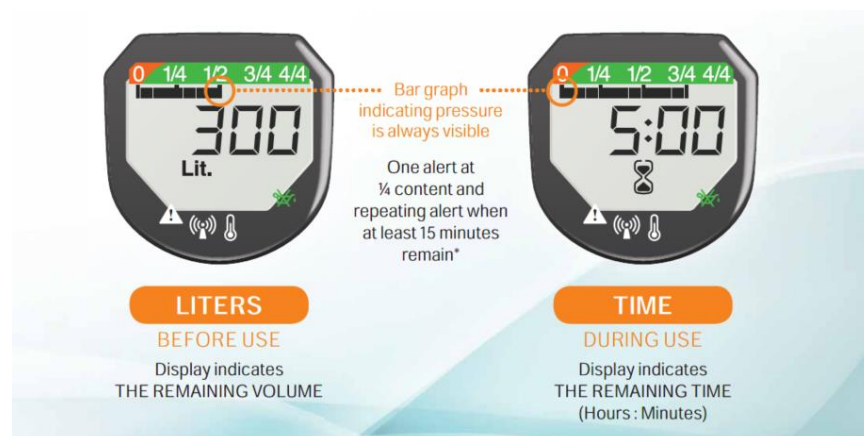 0 1/4 1/2 3/4 4/4
300
Lit.
Bar graph
indicating pressure
is always visible
One alert at
¼ content and
repeating alert when
at least 15 minutes
remain*
0 1/4 1/2 3/4 4/4
5:00
LITERS
BEFORE USE
Display indicates
THE REMAINING VOLUME
TIME
DURING USE
Display indicates
THE REMAINING TIME
(Hours : Minutes)